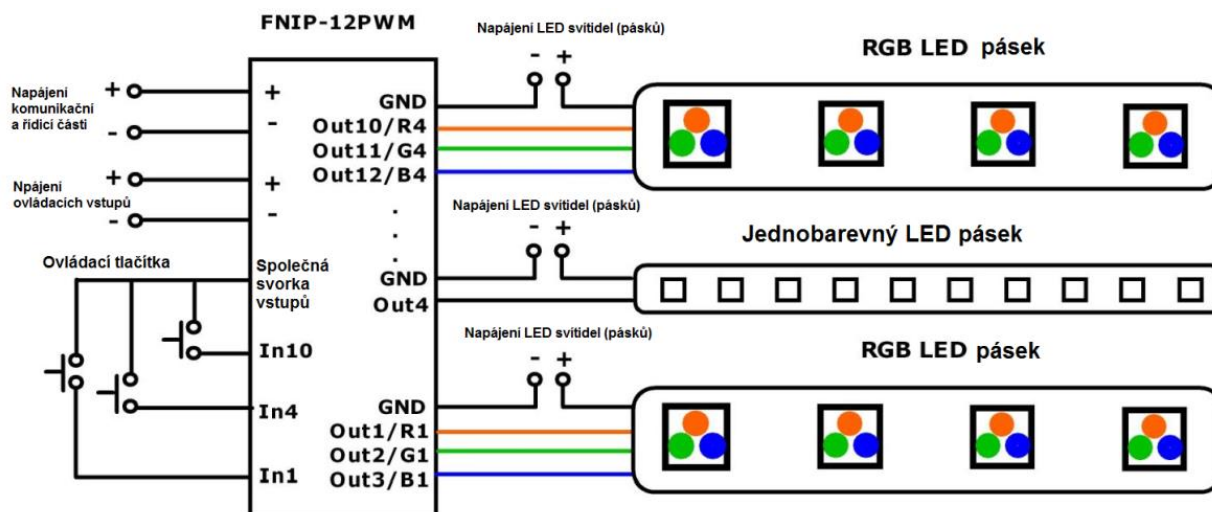 FNIP-12PWM
Napájení
komunikační
a řídicí části
+
-
Npájení
ovládacích vstupů
+
-
Ovládací tlačítka
+
-
+
-
Společná
svorka
vstupů
In10
In4
In1
GND
Out10/R4
Out11/G4
Out12/B4
GND
Out4
GND
Out1/R1
Out2/G1
Out3/B1
Napájení LED svítidel (pásků)
- +
RGB LED pásek
Napájení LED svítidel (pásků)
- +
Jednobarevný LED pásek
Napájení LED svítidel (pásků)
- +
RGB LED pásek